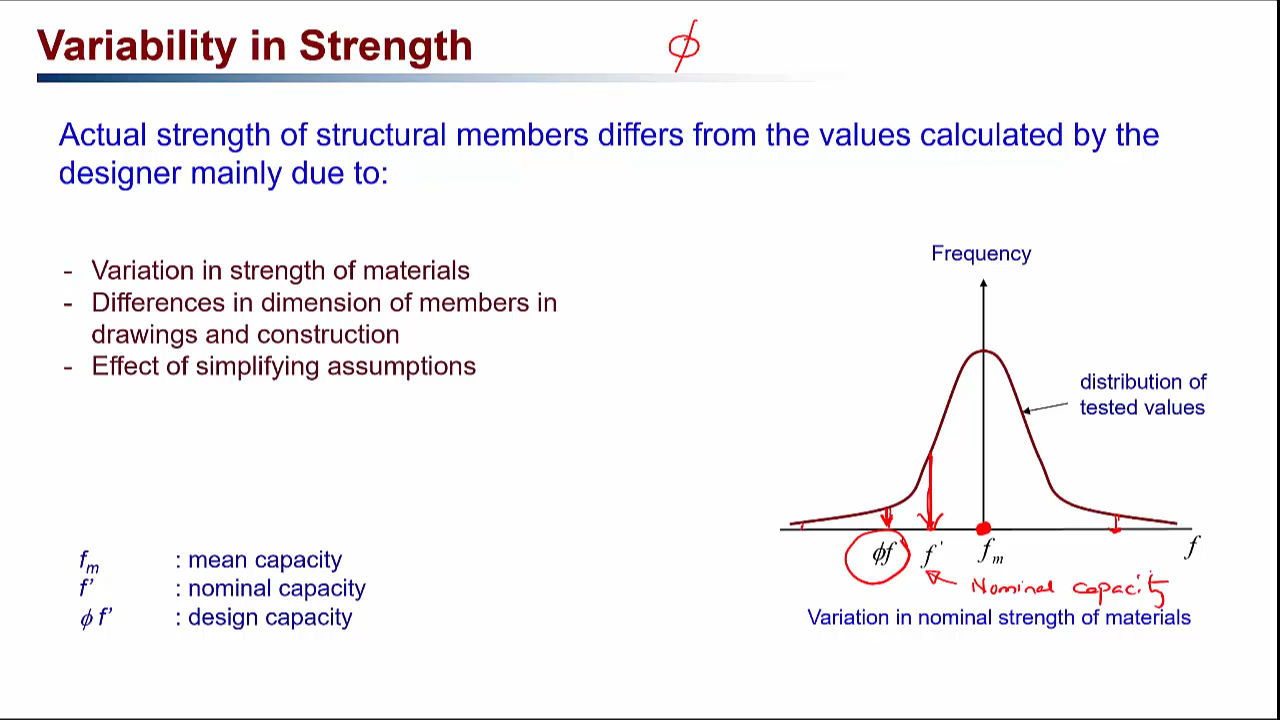 Variability in Strength
ϕ
Actual strength of structural members differs from the values calculated by the
designer mainly due to:
- Variation in strength of materials
- Differences in dimension of members in
drawings and construction
- Effect of simplifying assumptions
Frequency
distribution of
tested values
ϕf' f' fm f
Nominal capacity
Variation in nominal strength of materials
fm : mean capacity
f' : nominal capacity
ϕ f' : design capacity